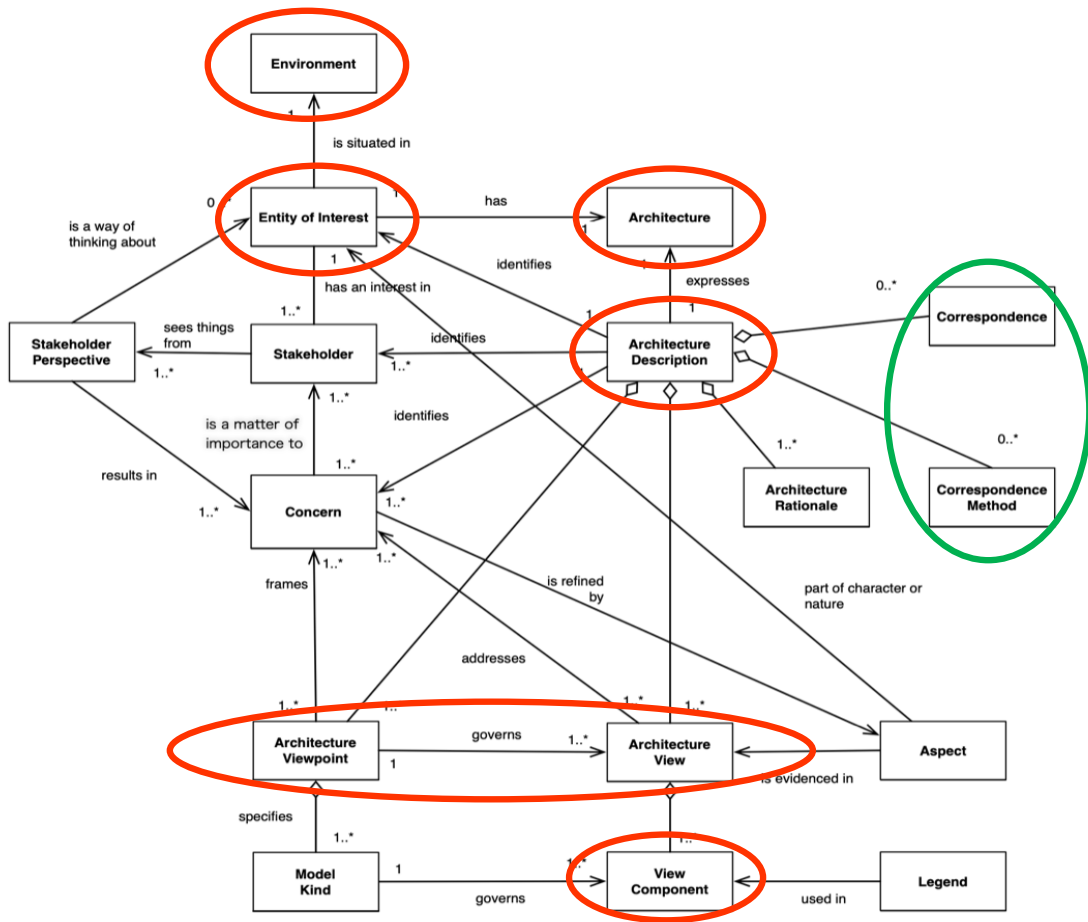 Environment
1
is situated in
0..*
Entity of Interest
1
has
1
Architecture
is a way of
thinking about
1
has an interest in
identifies
1
expresses
0..*
Correspondence
1..*
1
1
Stakeholder
Perspective
sees things
from
1..*
Stakeholder
identifies
1..*
Architecture
Description
1
is a matter of
importance to
1..*
identifies
1..*
0..*
results in
1..*
1..*
Concern
1..*
Architecture
Rationale
Correspondence
Method
frames
1..*
1..*
is refined
by
part of character or
nature
addresses
1..*
1..
1..*
1..*
Architecture
Viewpoint
governs
1
1..*
Architecture
View
Aspect
is evidenced in
specifies
1..*
1..
Model
Kind
1
governs
1..*
View
Component
used in
Legend